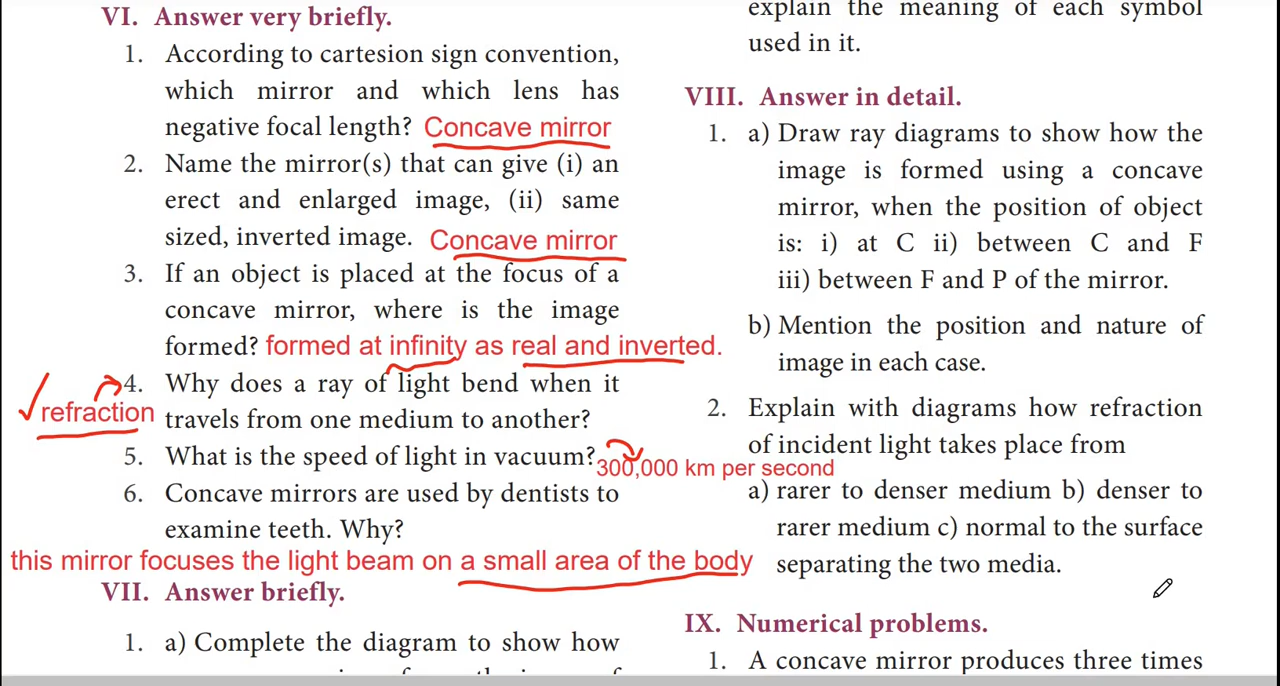 VI. Answer very briefly.
1. According to cartesion sign convention,
which mirror and which lens has
negative focal length? Concave mirror
2. Name the mirror(s) that can give (i) an
erect and enlarged image, (ii) same
sized, inverted image. Concave mirror
3. If an object is placed at the focus of a
concave mirror, where is the image
formed? formed at infinity as real and inverted.
4. Why does a ray of light bend when it
refraction travels from one medium to another?
5. What is the speed of light in vacuum?
300,000 km per second
6. Concave mirrors are used by dentists to
examine teeth. Why?
this mirror focuses the light beam on a small area of the body
VII. Answer briefly.
1. a) Complete the diagram to show how
explain the meaning of each symbol
used in it.
VIII. Answer in detail.
1. a) Draw ray diagrams to show how the
image is formed using a concave
mirror, when the position of object
is: i) at C ii) between C and F
iii) between F and P of the mirror.
b) Mention the position and nature of
image in each case.
2. Explain with diagrams how refraction
of incident light takes place from
a) rarer to denser medium b) denser to
rarer medium c) normal to the surface
separating the two media.
IX. Numerical problems.
1. A concave mirror produces three times